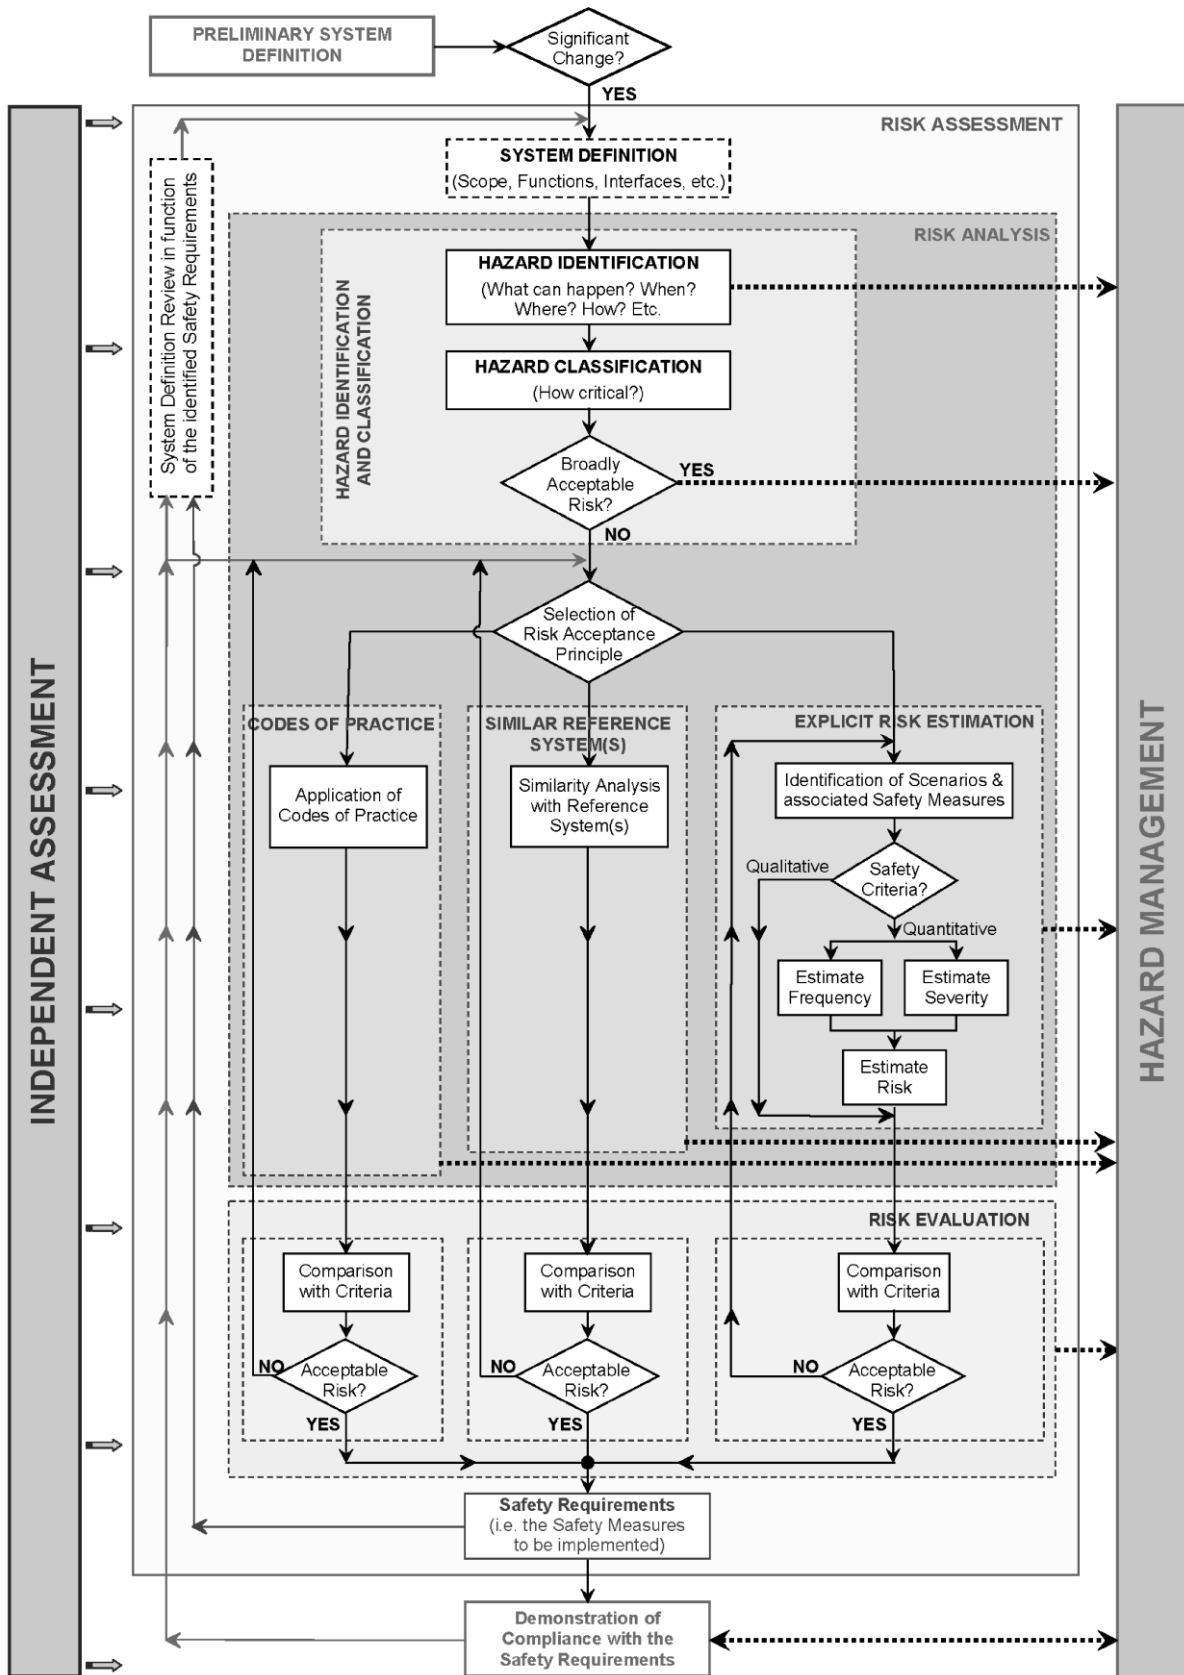 PRELIMINARY SYSTEM
DEFINITION
Significant
Change?
YES
RISK ASSESSMENT
SYSTEM DEFINITION
(Scope, Functions, Interfaces, etc.)
System Definition Review in function
of the identified Safety Requirements
RISK ANALYSIS
HAZARD IDENTIFICATION
AND CLASSIFICATION
HAZARD IDENTIFICATION
(What can happen? When?
Where? How? Etc.
HAZARD CLASSIFICATION
(How critical?)
Broadly
Acceptable
Risk?
YES
NO
Selection of
Risk Acceptance
Principle
INDEPENDENT ASSESSMENT
HAZARD MANAGEMENT
CODES OF PRACTICE
Application of
Codes of Practice
SIMILAR REFERENCE
SYSTEM(S)
Similarity Analysis
with Reference
System(s)
EXPLICIT RISK ESTIMATION
Identification of Scenarios &
associated Safety Measures
Qualitative
Safety
Criteria?
Quantitative
Estimate
Frequency
Estimate
Severity
Estimate
Risk
RISK EVALUATION
Comparison
with Criteria
NO
Acceptable
Risk?
YES
Comparison
with Criteria
NO
Acceptable
Risk?
YES
Comparison
with Criteria
NO
Acceptable
Risk?
YES
Safety Requirements
(i.e. the Safety Measures
to be implemented)
Demonstration of
Compliance with the
Safety Requirements